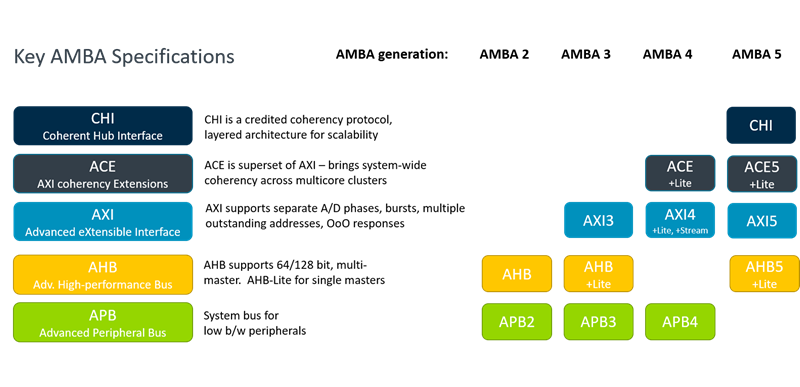 Key AMBA Specifications
AMBA generation: AMBA 2 AMBA 3 AMBA 4 AMBA 5
CHI
Coherent Hub Interface
CHI is a credited coherency protocol,
layered architecture for scalability
CHI
ACE
AXI coherency Extensions
ACE is superset of AXI – brings system-wide
coherency across multicore clusters
ACE
+Lite
ACE5
+Lite
AXI
Advanced eXtensible Interface
AXI supports separate A/D phases, bursts, multiple
outstanding addresses, OoO responses
AXI3
AXI4
+Lite, +Stream
AXI5
AHB
Adv. High-performance Bus
AHB supports 64/128 bit, multi-
master. AHB-Lite for single masters
AHB
AHB
+Lite
AHB5
+Lite
APB
Advanced Peripheral Bus
System bus for
low b/w peripherals
APB2
APB3
APB4